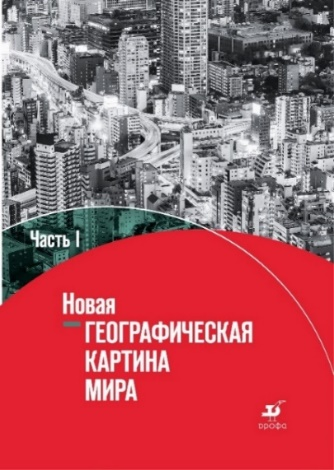 Часть I
Новая
ГЕОГРАФИЧЕСКАЯ
КАРТИНА
МИРА
дрофа